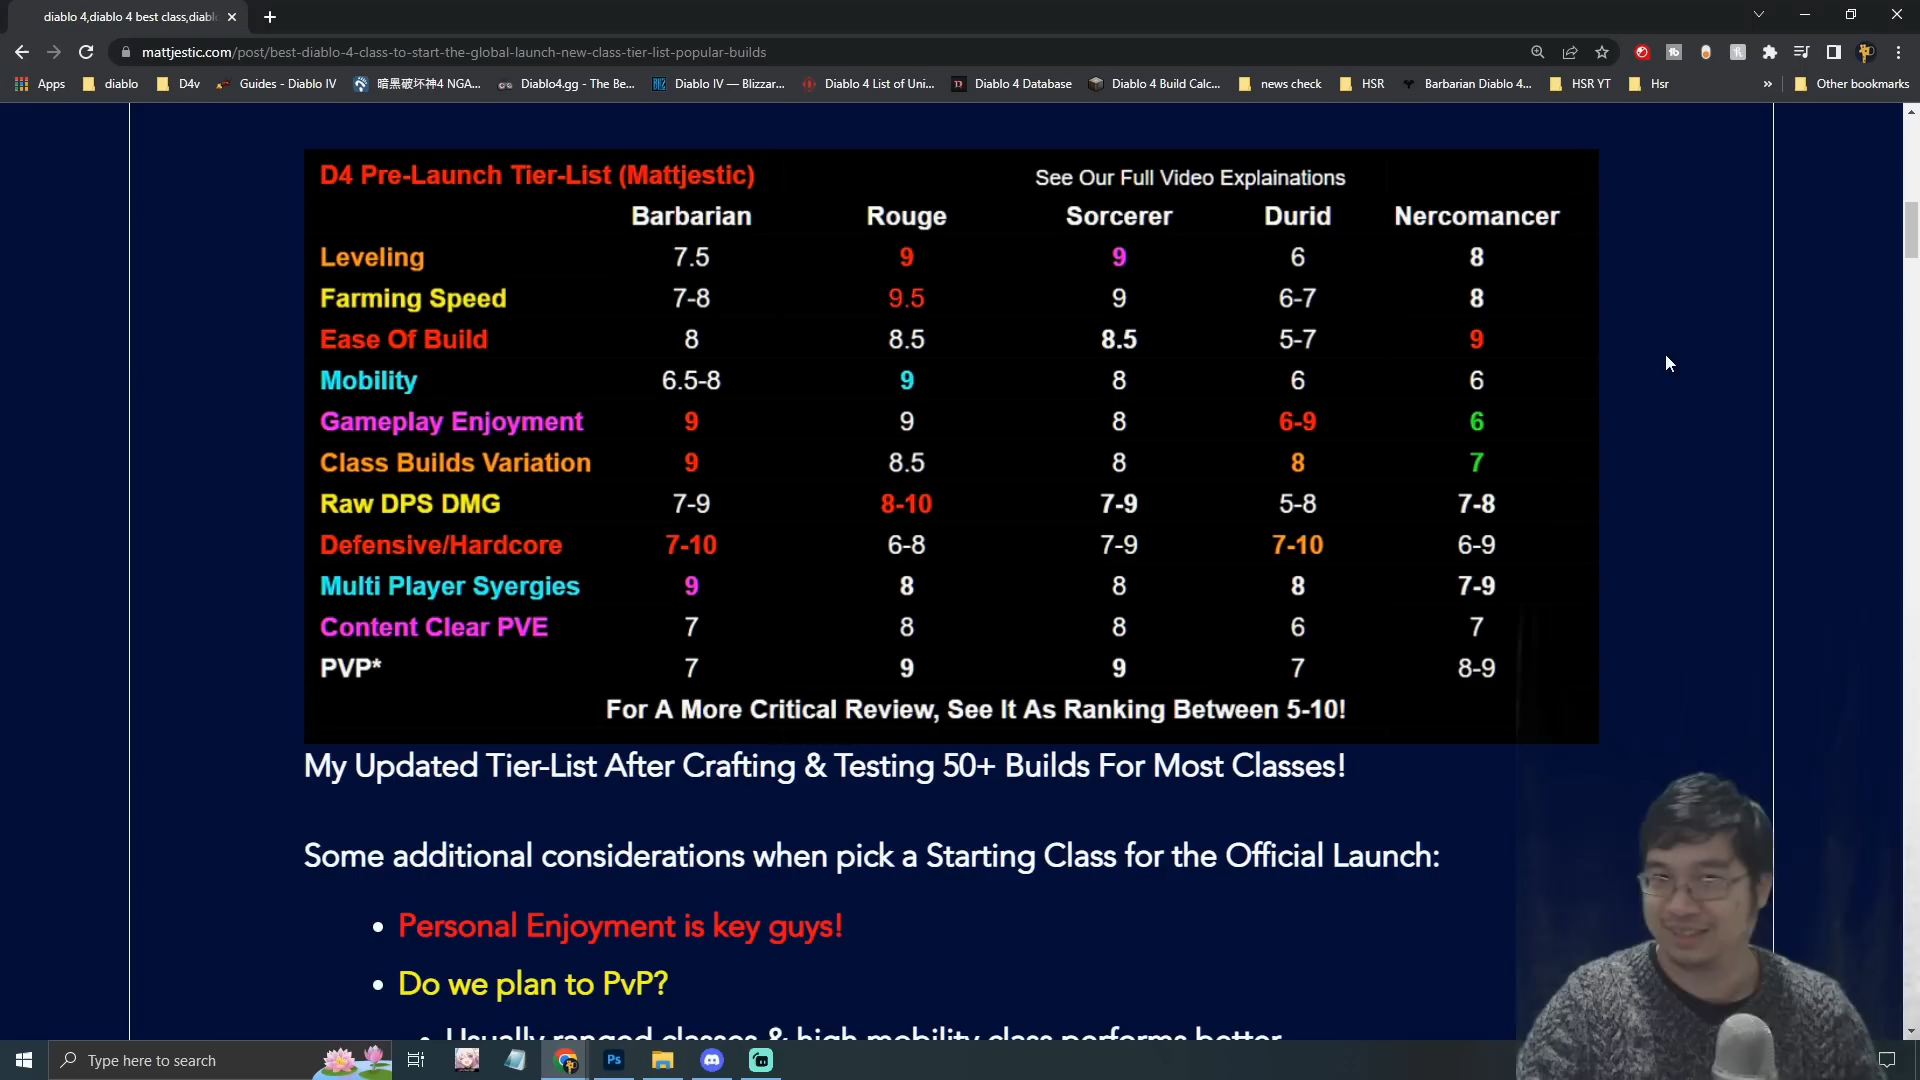 diablo 4,diablo 4 best class,diabl
mattjestic.com/post/best-diablo-4-class-to-start-the-global-launch-new-class-tier-list-popular-builds
Apps diablo D4v Guides - Diablo IV 暗黑破坏神4 NGA... Diablo4.gg - The Be... Diablo IV — Blizzar... Diablo 4 List of Uni... Diablo 4 Database Diablo 4 Build Calc... news check HSR Barbarian Diablo 4... HSR YT Hsr » Other bookmarks
D4 Pre-Launch Tier-List (Mattjestic) See Our Full Video Explainations
Barbarian Rouge Sorcerer Durid Nercomancer
Leveling 7.5 9 9 6 8
Farming Speed 7-8 9.5 9 6-7 8
Ease Of Build 8 8.5 8.5 5-7 9
Mobility 6.5-8 9 8 6 6
Gameplay Enjoyment 9 9 8 6-9 6
Class Builds Variation 9 8.5 8 8 7
Raw DPS DMG 7-9 8-10 7-9 5-8 7-8
Defensive/Hardcore 7-10 6-8 7-9 7-10 6-9
Multi Player Syergies 9 8 8 8 7-9
Content Clear PVE 7 8 8 6 7
PVP* 7 9 9 7 8-9
For A More Critical Review, See It As Ranking Between 5-10!
My Updated Tier-List After Crafting & Testing 50+ Builds For Most Classes!
Some additional considerations when pick a Starting Class for the Official Launch:
• Personal Enjoyment is key guys!
• Do we plan to PvP?
• Usually ranged classes & high mobility class performs better
Type here to search
Ps